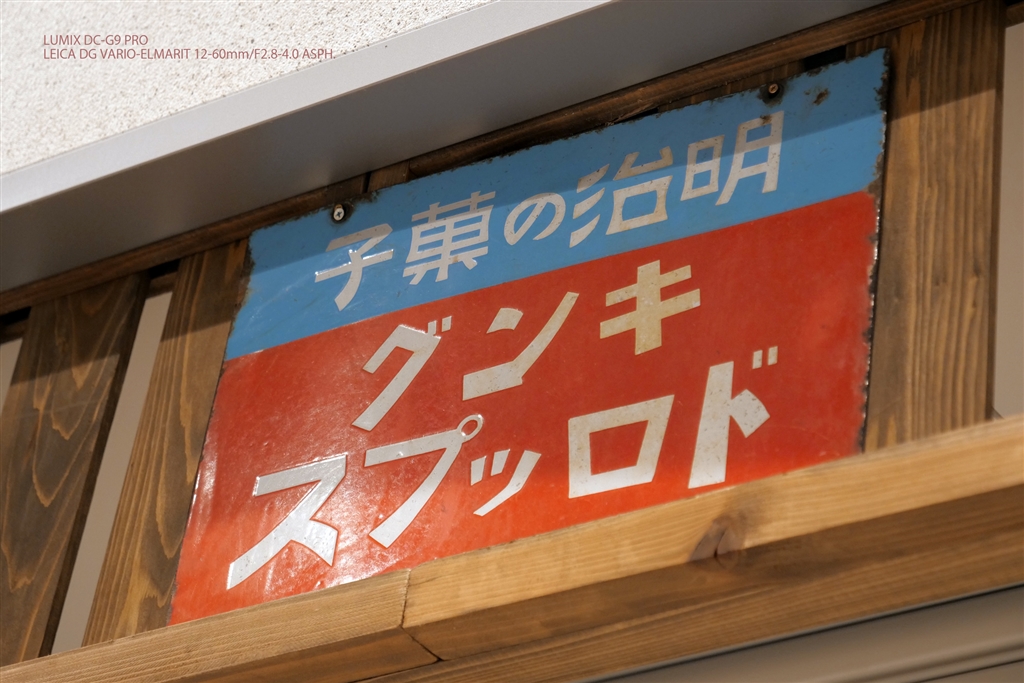 LUMIX DC-G9 PRO
LEICA DG VARIO-ELMARIT 12-60mm/F2.8-4.0 ASPH.
明治の菓子
キング
ドロップス